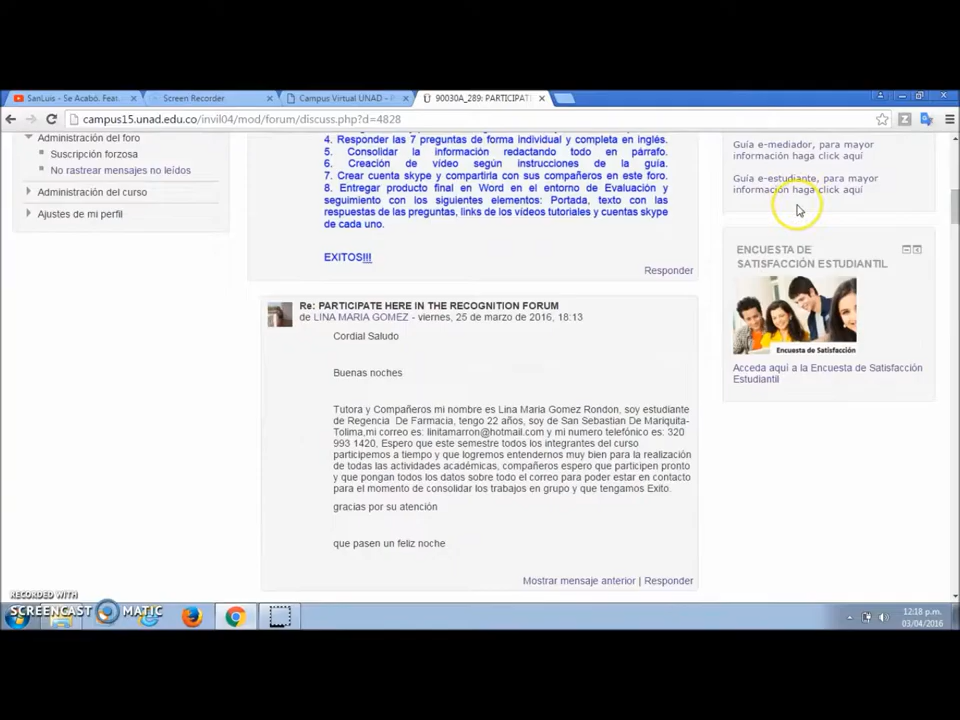 SanLuis - Se Acabó. Feat.
Screen Recorder
Campus Virtual UNAD - P
90030A_289: PARTICIPAT
campus15.unad.edu.co/invil04/mod/forum/discuss.php?d=4828
Administración del foro
Suscripción forzosa
No rastrear mensajes no leídos
Administración del curso
Ajustes de mi perfil
4. Responder las 7 preguntas de forma individual y completa en inglés.
5. Consolidar la información redactando todo en párrafo.
6. Creación de vídeo según instrucciones de la guía.
7. Crear cuenta skype y compartirla con sus compañeros en este foro.
8. Entregar producto final en Word en el entorno de Evaluación y
seguimiento con los siguientes elementos: Portada, texto con las
respuestas de las preguntas, links de los vídeos tutoriales y cuentas skype
de cada uno.
EXITOS!!!
Responder
Re: PARTICIPATE HERE IN THE RECOGNITION FORUM
de LINA MARIA GOMEZ - viernes, 25 de marzo de 2016, 18:13
Cordial Saludo
Buenas noches
Tutora y Compañeros mi nombre es Lina Maria Gomez Rondon, soy estudiante
de Regencia De Farmacia, tengo 22 años, soy de San Sebastian De Mariquita-
Tolima,mi correo es: linitamarron@hotmail.com y mi numero telefónico es: 320
993 1420, Espero que este semestre todos los integrantes del curso
participemos a tiempo y que logremos entendernos muy bien para la realización
de todas las actividades académicas, compañeros espero que participen pronto
y que pongan todos los datos sobre todo el correo para poder estar en contacto
para el momento de consolidar los trabajos en grupo y que tengamos Exito.
gracias por su atención
que pasen un feliz noche
Mostrar mensaje anterior | Responder
Guía e-mediador, para mayor
información haga click aquí
Guía e-estudiante, para mayor
información haga click aquí
ENCUESTA DE
SATISFACCIÓN ESTUDIANTIL
Encuesta de Satisfacción
Acceda aquí a la Encuesta de Satisfacción
Estudiantil
RECORDED WITH
SCREENCAST MATIC
12:18 p.m.
03/04/2016